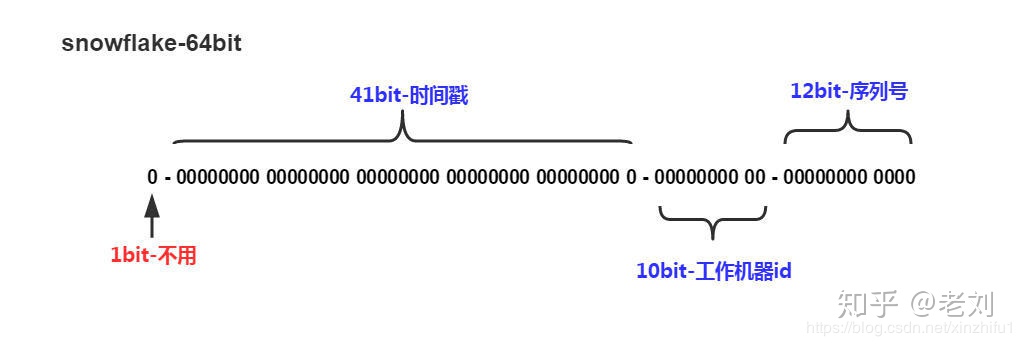 snowflake-64bit
41bit-时间戳
12bit-序列号
0 - 00000000 00000000 00000000 00000000 00000000 0 - 00000000 00 - 00000000 0000
1bit-不用
10bit-工作机器id
知乎 @老刘
https://blog.csdn.net/xinzhifu1